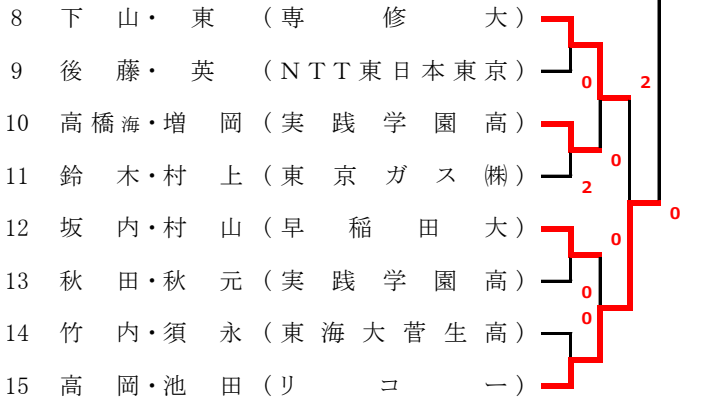 8 下山・東（専修大）
9 後藤・英（NTT東日本東京）
0
2
10 高橋海・増岡（実践学園高）
0
11 鈴木・村上（東京ガス㈱）
2
0
12 坂内・村山（早稲田大）
0
13 秋田・秋元（実践学園高）
0
14 竹内・須永（東海大菅生高）
0
15 高岡・池田（リコー）